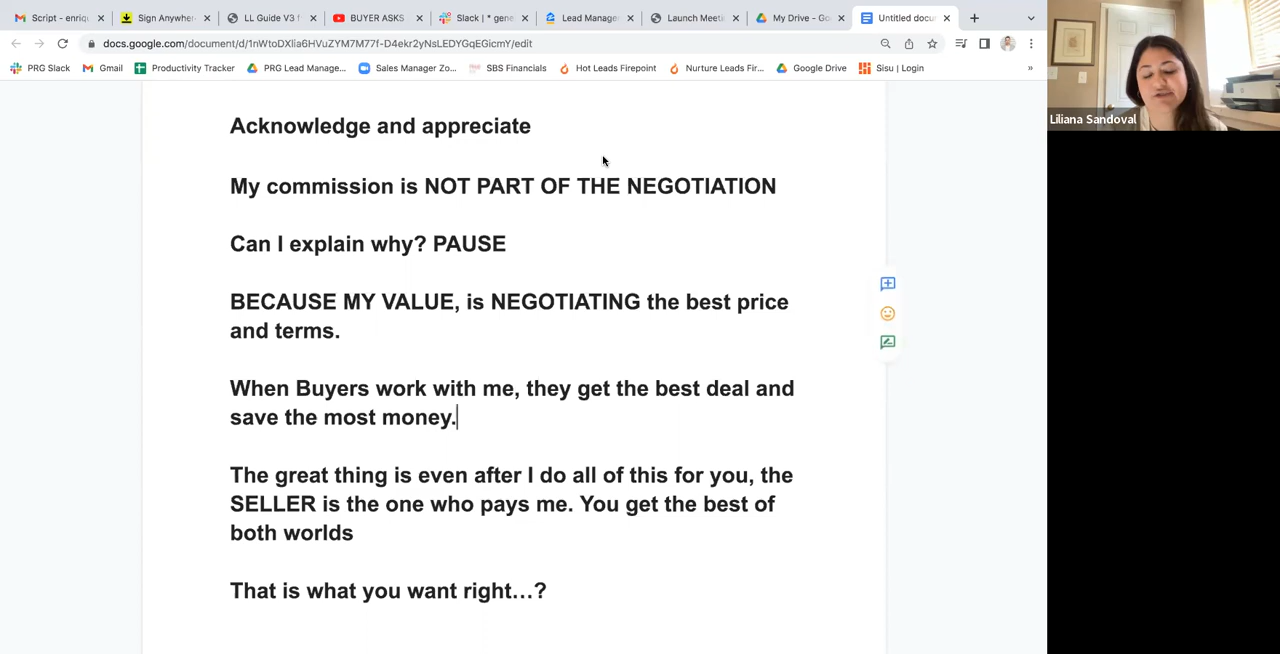 Script - enriqu
Sign Anywher
LL Guide V3 f
BUYER ASKS
Slack | * gene
Lead Manage
Launch Meeti
My Drive - Go
Untitled docu
docs.google.com/document/d/1nWtoDXlia6HVuZYM7M77f-D4ekr2yNsLEDYGqEGicmY/edit
PRG Slack
Gmail
Productivity Tracker
PRG Lead Manage...
Sales Manager Zo...
SBS Financials
Hot Leads Firepoint
Nurture Leads Fir...
Google Drive
Sisu | Login
»
Liliana Sandoval
Acknowledge and appreciate
My commission is NOT PART OF THE NEGOTIATION
Can I explain why? PAUSE
BECAUSE MY VALUE, is NEGOTIATING the best price
and terms.
When Buyers work with me, they get the best deal and
save the most money.
The great thing is even after I do all of this for you, the
SELLER is the one who pays me. You get the best of
both worlds
That is what you want right…?